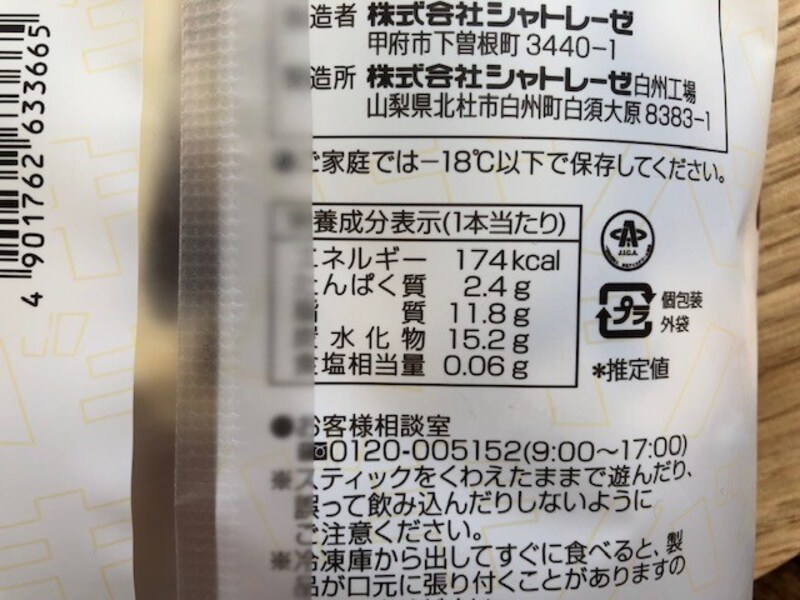 4 901762 633665
造者 株式会社シャトレーゼ
甲府市下曽根町 3440-1
造所 株式会社シャトレーゼ白州工場
山梨県北杜市白州町白須大原 8383-1
ご家庭では−18℃以下で保存してください。
養成分表示(1本当たり)
エネルギー 174kcal
たんぱく質 2.4g
脂質 11.8g
炭水化物 15.2g
食塩相当量 0.06g
J.I.C.A.
プラ
個包装
外袋
*推定値
●お客様相談室
☎0120-005152(9:00〜17:00)
※スティックをくわえたままで遊んだり、
誤って飲み込んだりしないように
ご注意ください。
※冷凍庫から出してすぐに食べると、製
品が口元に張り付くことがありますの